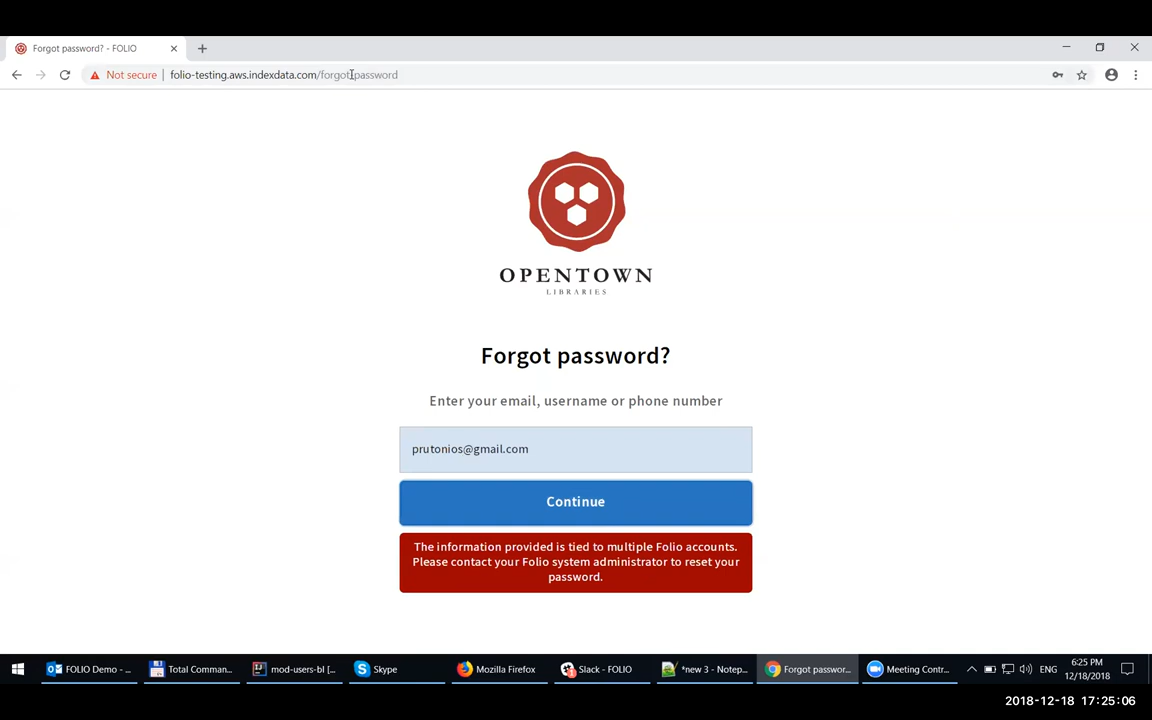 Forgot password? - FOLIO
Not secure
folio-testing.aws.indexdata.com/forgot-password
OPENTOWN
LIBRARIES
Forgot password?
Enter your email, username or phone number
prutonios@gmail.com
Continue
The information provided is tied to multiple Folio accounts.
Please contact your Folio system administrator to reset your
password.
FOLIO Demo - ...
Total Comman...
mod-users-bl [...
Skype
Mozilla Firefox
Slack - FOLIO
*new 3 - Notep...
Forgot passwor...
Meeting Contr...
ENG
6:25 PM
12/18/2018
2018-12-18 17:25:06